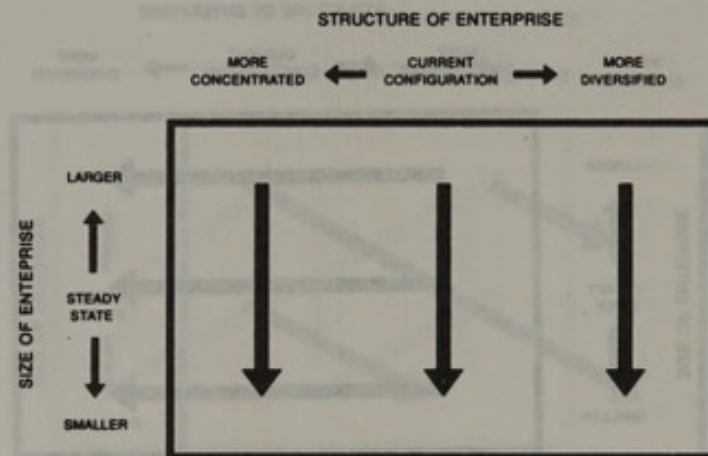 STRUCTURE OF ENTERPRISE
MORE
CONCENTRATED
CURRENT
CONFIGURATION
MORE
DIVERSIFIED
SIZE OF ENTEPRISE
LARGER
STEADY
STATE
SMALLER